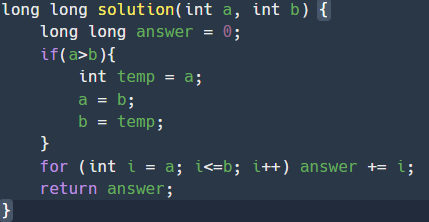 long long solution(int a, int b) {
    long long answer = 0;
    if(a>b){
        int temp = a;
        a = b;
        b = temp;
    }
    for (int i = a; i<=b; i++) answer += i;
    return answer;
}